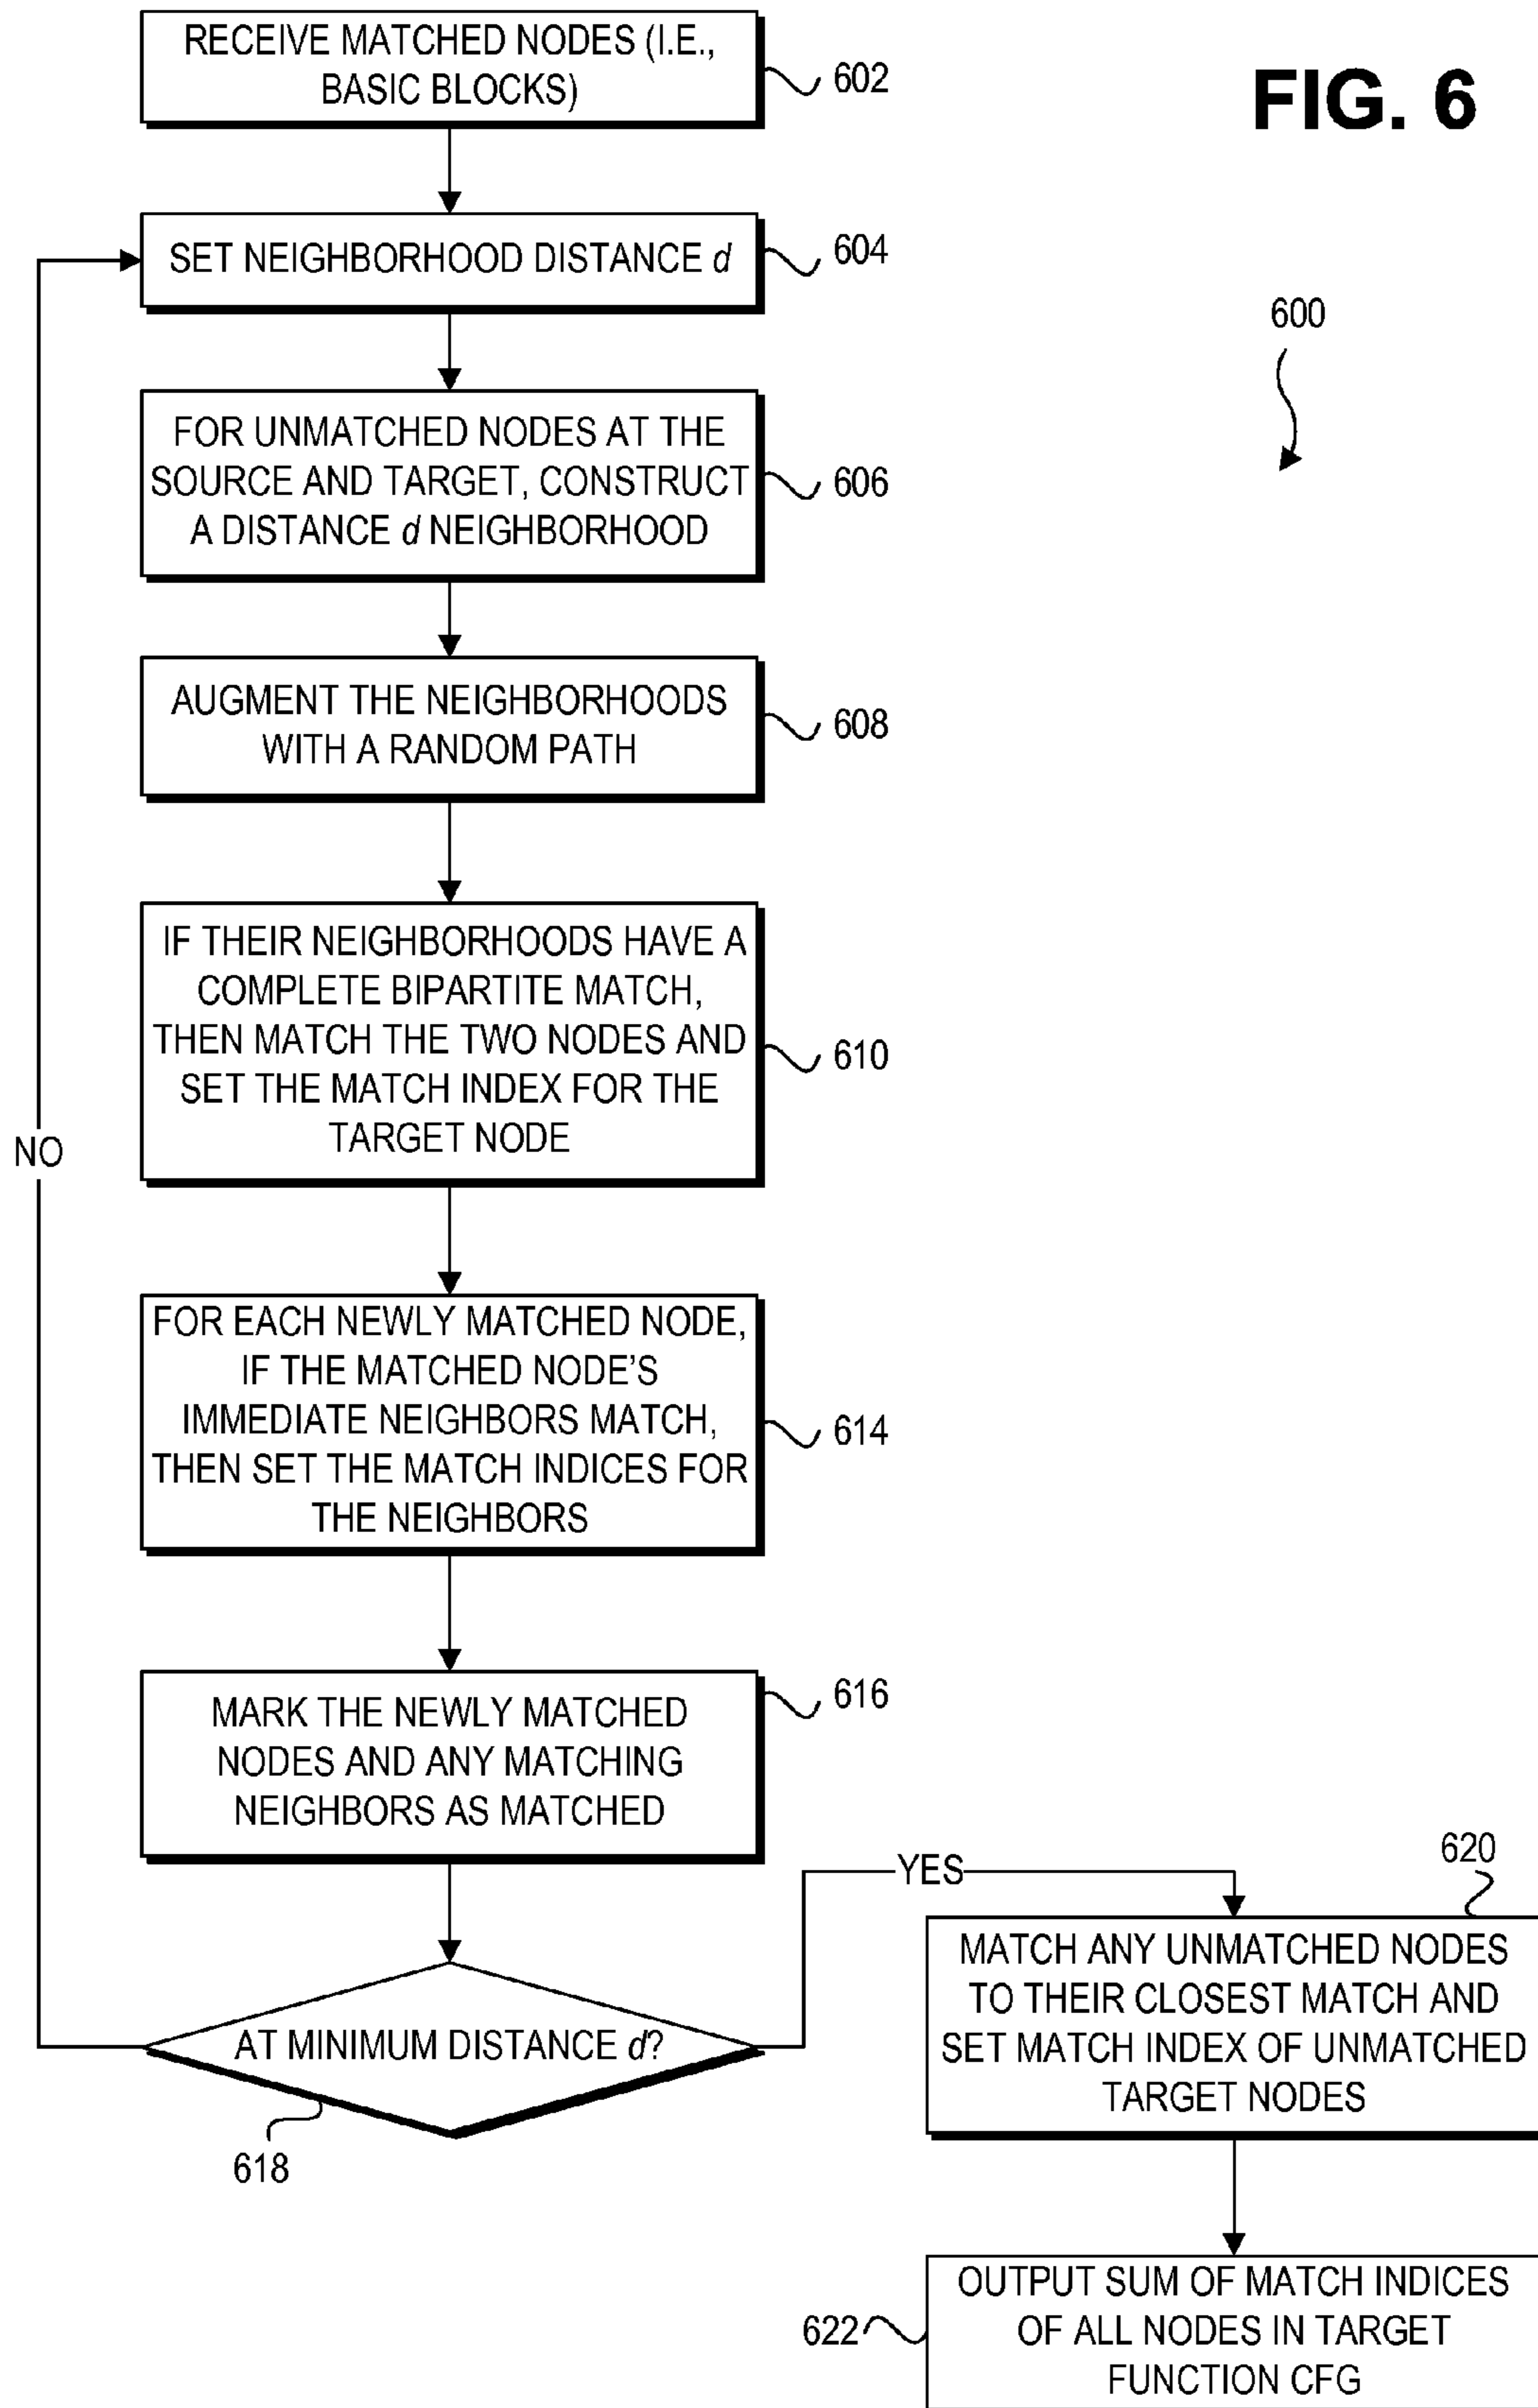 RECEIVE MATCHED NODES (I.E.,
BASIC BLOCKS)
602
FIG. 6
SET NEIGHBORHOOD DISTANCE d
604
600
FOR UNMATCHED NODES AT THE
SOURCE AND TARGET, CONSTRUCT
A DISTANCE d NEIGHBORHOOD
606
AUGMENT THE NEIGHBORHOODS
WITH A RANDOM PATH
608
IF THEIR NEIGHBORHOODS HAVE A
COMPLETE BIPARTITE MATCH,
THEN MATCH THE TWO NODES AND
SET THE MATCH INDEX FOR THE
TARGET NODE
610
NO
FOR EACH NEWLY MATCHED NODE,
IF THE MATCHED NODE'S
IMMEDIATE NEIGHBORS MATCH,
THEN SET THE MATCH INDICES FOR
THE NEIGHBORS
614
MARK THE NEWLY MATCHED
NODES AND ANY MATCHING
NEIGHBORS AS MATCHED
616
AT MINIMUM DISTANCE d?
618
YES
620
MATCH ANY UNMATCHED NODES
TO THEIR CLOSEST MATCH AND
SET MATCH INDEX OF UNMATCHED
TARGET NODES
OUTPUT SUM OF MATCH INDICES
OF ALL NODES IN TARGET
FUNCTION CFG
622